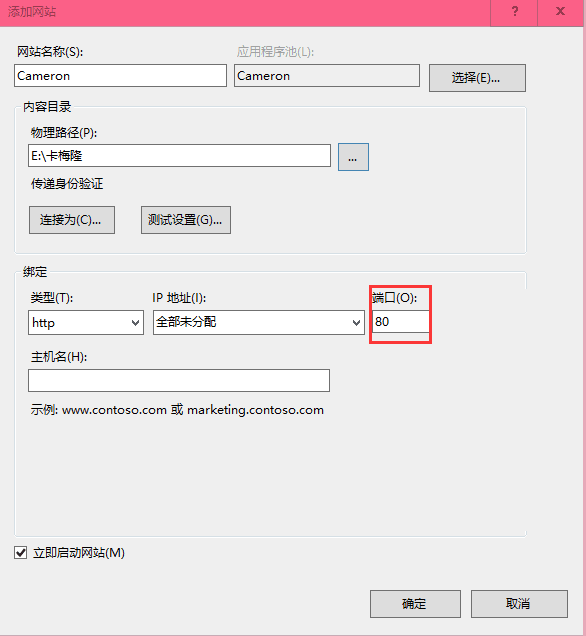 添加网站
? x
网站名称(S): 应用程序池(L):
Cameron Cameron 选择(E)...
内容目录
物理路径(P):
E:\卡梅隆 ...
传递身份验证
连接为(C)... 测试设置(G)...
绑定
类型(T): IP 地址(I): 端口(O):
http 全部未分配 80
主机名(H):
示例: www.contoso.com 或 marketing.contoso.com
立即启动网站(M)
确定 取消